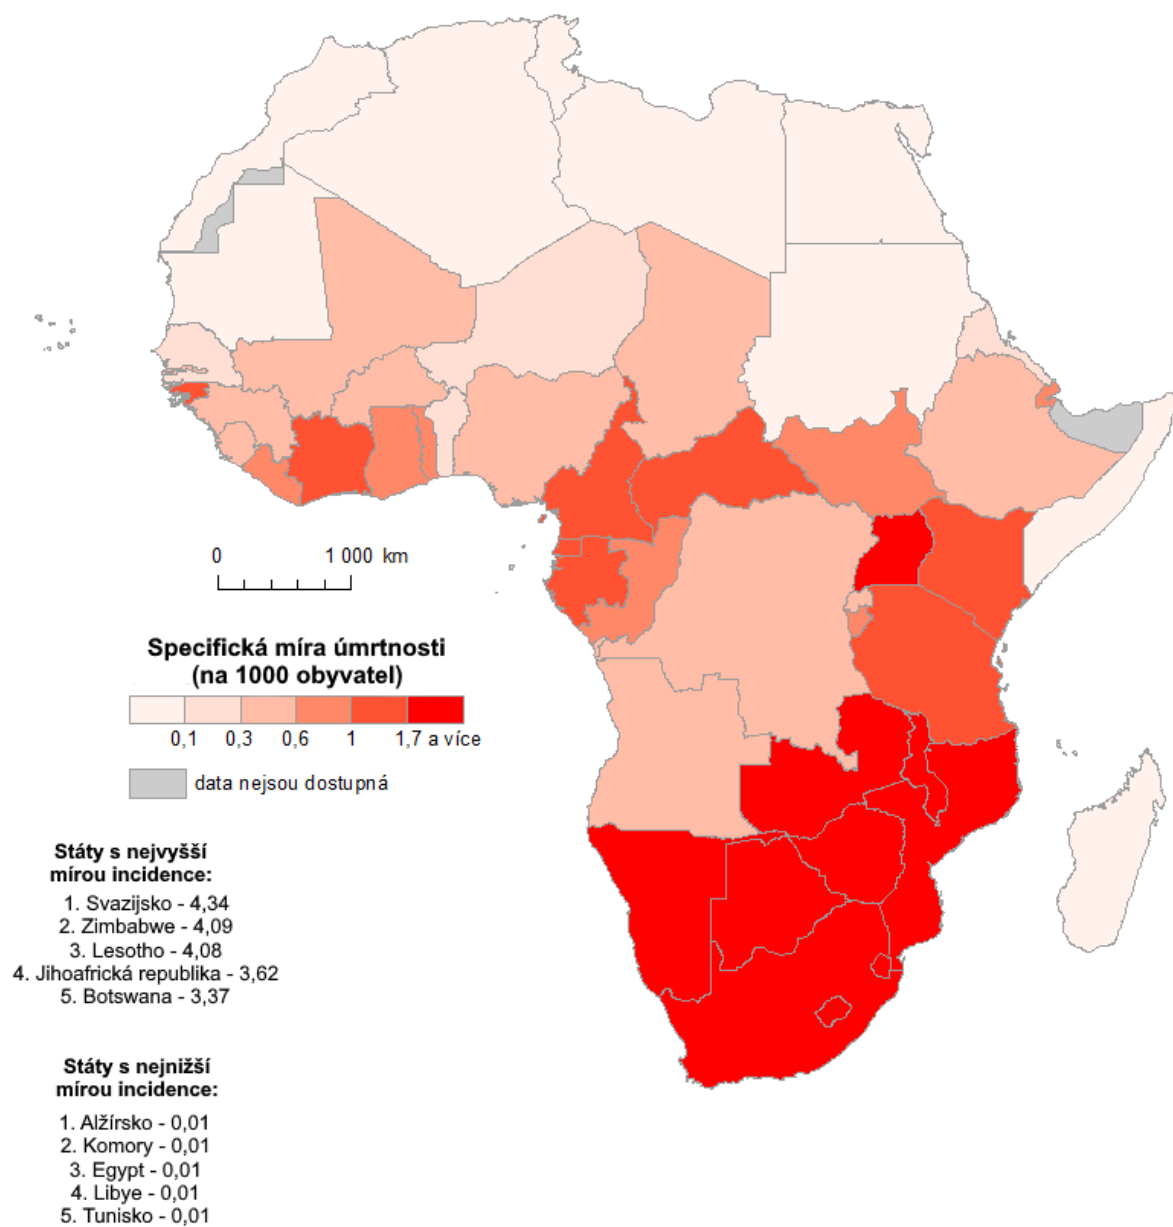 0 1 000 km
Specifická míra úmrtnosti
(na 1000 obyvatel)
0,1 0,3 0,6 1 1,7 a více
data nejsou dostupná
Státy s nejvyšší
mírou incidence:
1. Svazijsko - 4,34
2. Zimbabwe - 4,09
3. Lesotho - 4,08
4. Jihoafrická republika - 3,62
5. Botswana - 3,37
Státy s nejnižší
mírou incidence:
1. Alžírsko - 0,01
2. Komory - 0,01
3. Egypt - 0,01
4. Libye - 0,01
5. Tunisko - 0,01